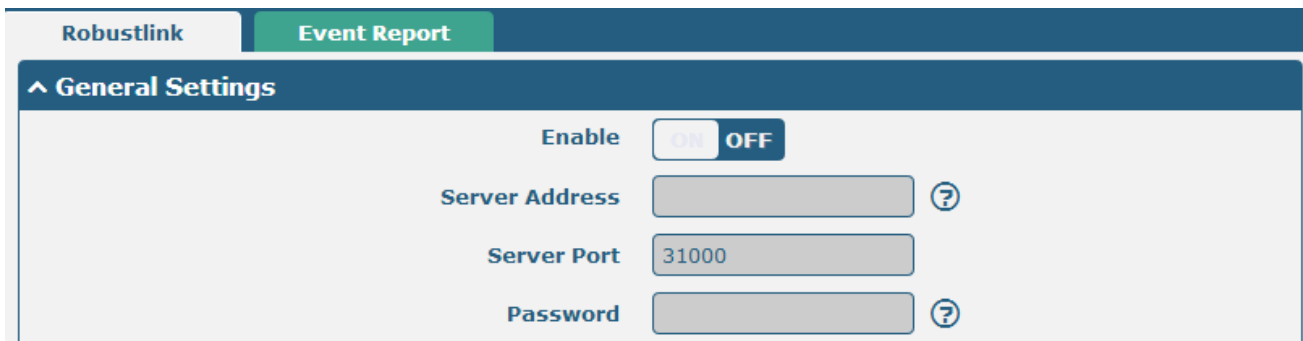 Robustlink Event Report
General Settings
Enable ON OFF
Server Address
Server Port 31000
Password